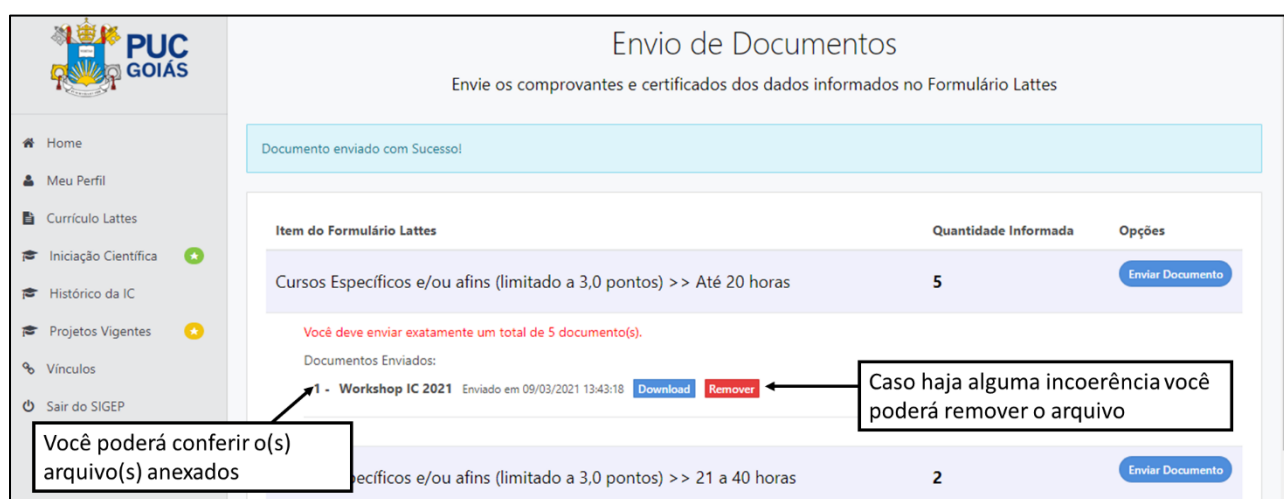 PUC
GOIÁS
Home
Meu Perfil
Currículo Lattes
Iniciação Científica
Histórico da IC
Projetos Vigentes
Vínculos
Sair do SIGEP
Envio de Documentos
Envie os comprovantes e certificados dos dados informados no Formulário Lattes
Documento enviado com Sucesso!
Item do Formulário Lattes Quantidade Informada Opções
Cursos Específicos e/ou afins (limitado a 3,0 pontos) >> Até 20 horas 5 Enviar Documento
Você deve enviar exatamente um total de 5 documento(s).
Documentos Enviados:
1 - Workshop IC 2021 Enviado em 09/03/2021 13:43:18 Download Remover
Caso haja alguma incoerência você
poderá remover o arquivo
Você poderá conferir o(s)
arquivo(s) anexados
pecíficos e/ou afins (limitado a 3,0 pontos) >> 21 a 40 horas 2 Enviar Documento